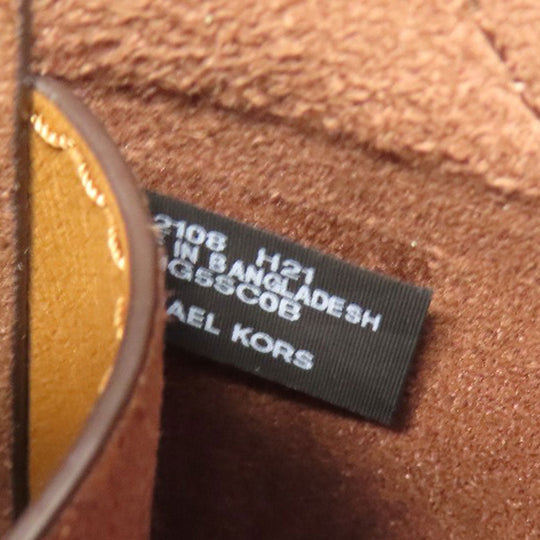 2108 H21
IN BANGLADESH
G5SC0B
AEL KORS